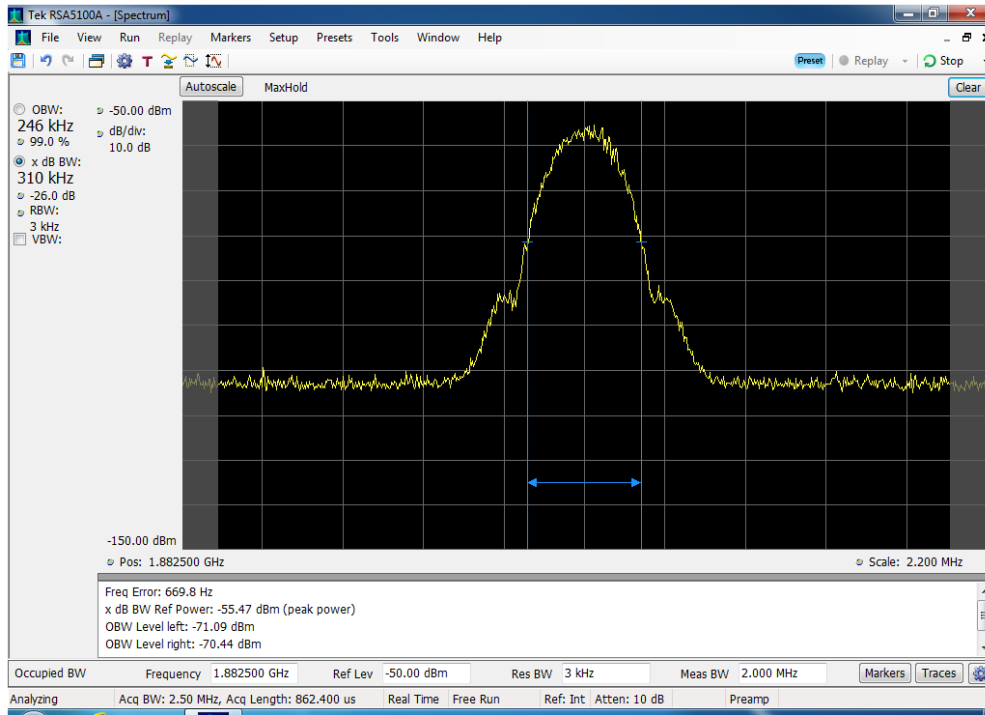 Tek RSA5100A - [Spectrum]
File View Run Replay Markers Setup Presets Tools Window Help
T Preset Replay Stop
Autoscale MaxHold Clear
OBW:
246 kHz
99.0 %
x dB BW:
310 kHz
-26.0 dB
RBW:
3 kHz
VBW:
-50.00 dBm
dB/div:
10.0 dB
-150.00 dBm
Pos: 1.882500 GHz Scale: 2.200 MHz
Freq Error: 669.8 Hz
x dB BW Ref Power: -55.47 dBm (peak power)
OBW Level left: -71.09 dBm
OBW Level right: -70.44 dBm
Occupied BW Frequency 1.882500 GHz Ref Lev -50.00 dBm Res BW 3 kHz Meas BW 2.000 MHz Markers Traces
Analyzing Acq BW: 2.50 MHz, Acq Length: 862.400 us Real Time Free Run Ref: Int Atten: 10 dB Preamp